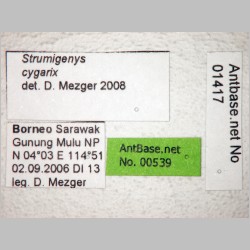 Strumigenys
cygarix
det. D. Mezger 2008
Borneo Sarawak
Gunung Mulu NP
N 04°03 E 114°51
02.09.2006 DI 13
leg. D. Mezger
AntBase.net
No. 00539
Antbase.net No
01417